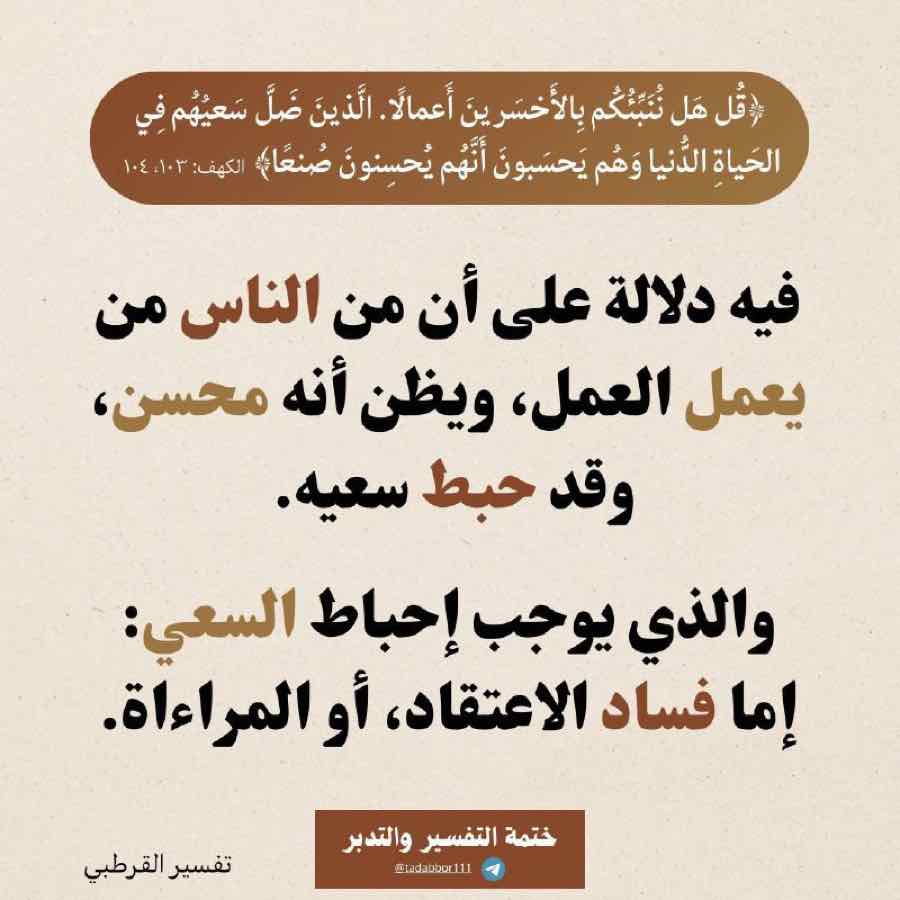 ﴿قُل هَل نُنَبِّئُكُم بِالأَخسَرينَ أَعمالًا. الَّذينَ ضَلَّ سَعيُهُم فِي
الحَياةِ الدُّنيا وَهُم يَحسَبونَ أَنَّهُم يُحسِنونَ صُنعًا﴾ الكهف: ١٠٣، ١٠٤
فيه دلالة على أن من الناس من
يعمل العمل، ويظن أنه محسن،
وقد حبط سعيه.
والذي يوجب إحباط السعي:
إما فساد الاعتقاد، أو المراءاة.
ختمة التفسير والتدبر
@tadabbor111
تفسير القرطبي